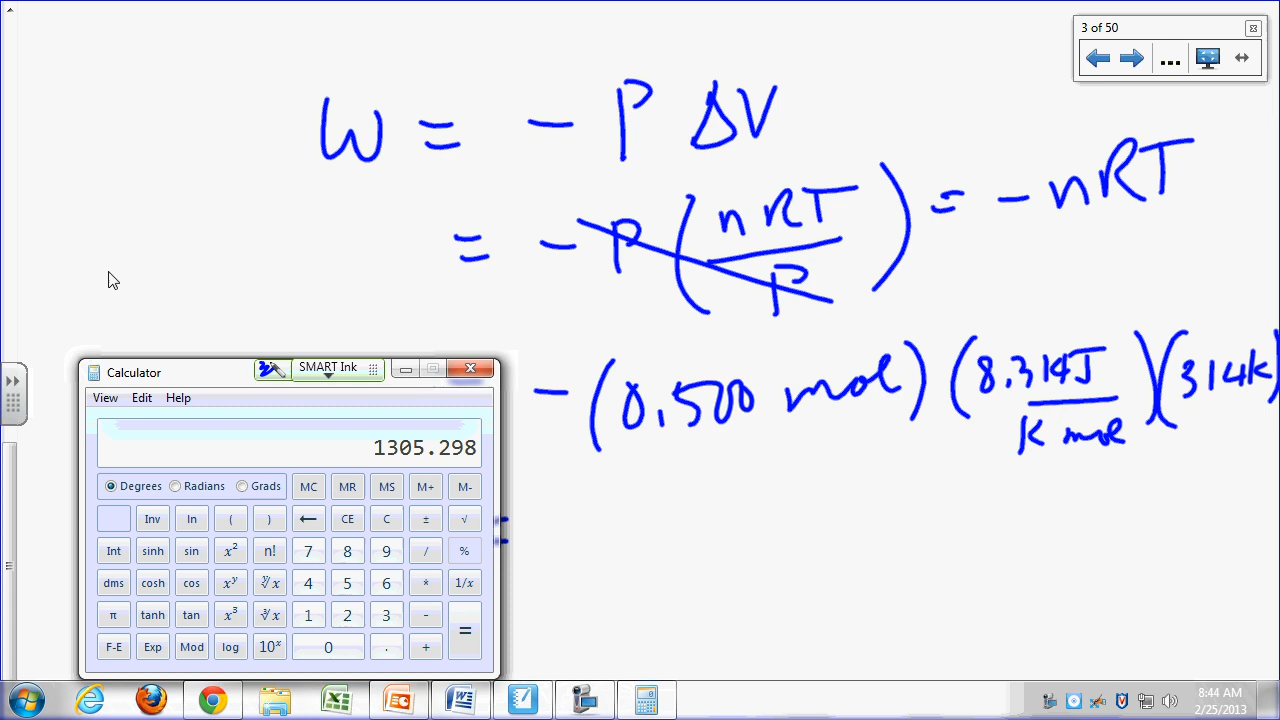 3 of 50
W = - P ΔV
= - P (nRT/P) = - nRT
- (0.500 mol) (8.314J/K mol) (314K)
Calculator
SMART Ink
View Edit Help
1305.298
Degrees Radians Grads MC MR MS M+ M-
Inv ln ( ) ← CE C ± √
Int sinh sin x² n! 7 8 9 / %
dms cosh cos xʸ ʸ√x 4 5 6 * 1/x
π tanh tan x³ ³√x 1 2 3 - =
F-E Exp Mod log 10ˣ 0 . +
=
8:44 AM
2/25/2013